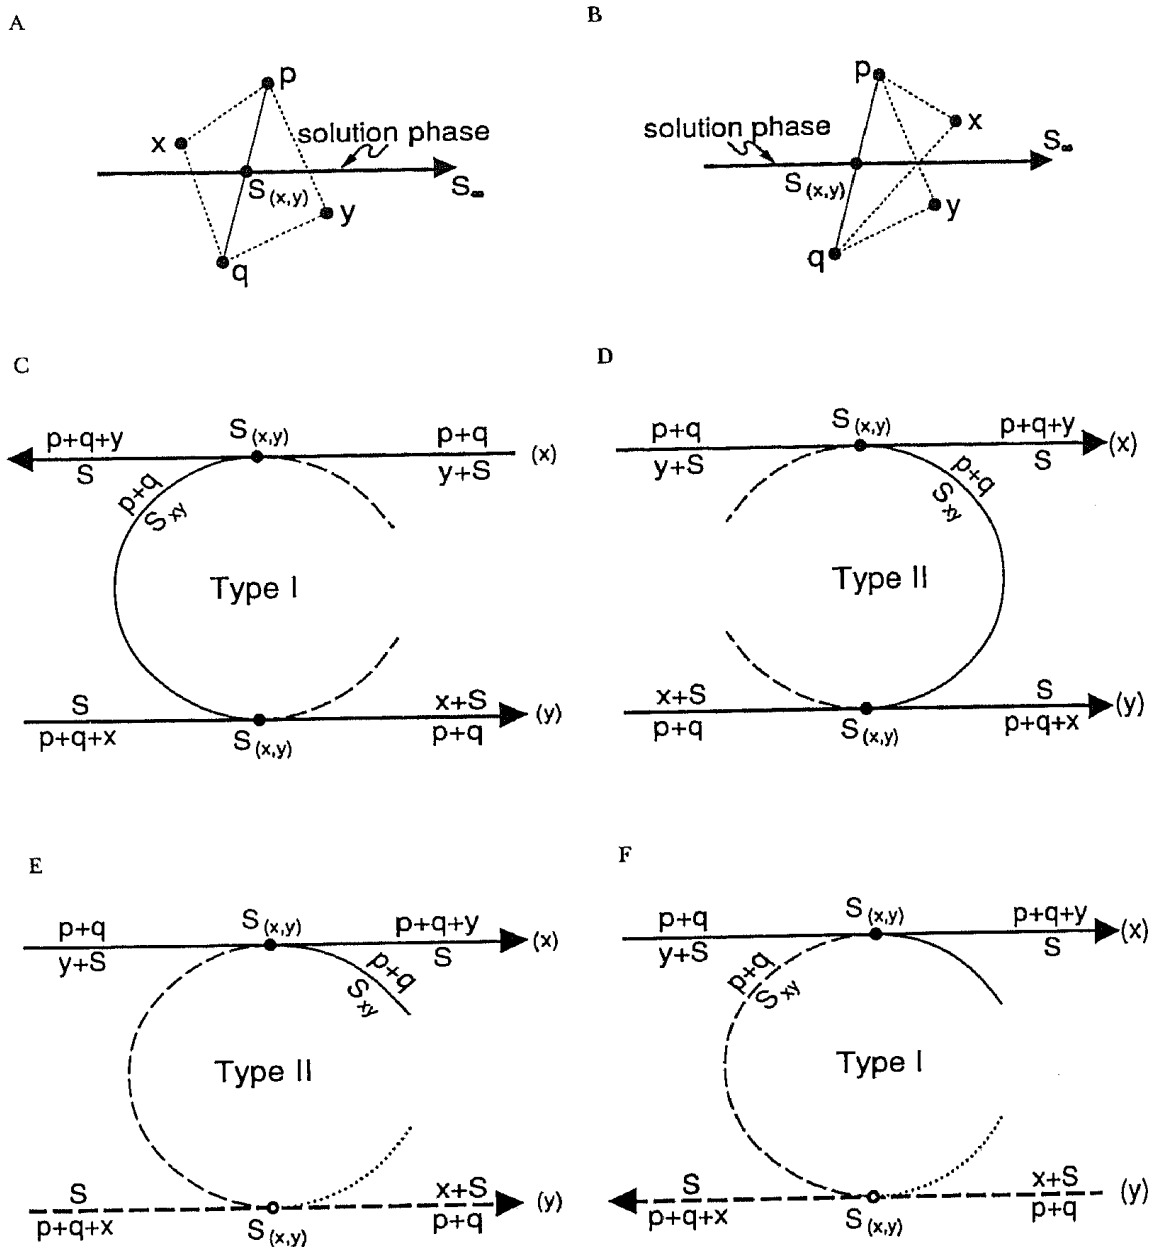 A
p
x
solution phase
S∞
S(x,y)
y
q
B
p
x
solution phase
S∞
S(x,y)
y
q
C
p+q+y
S
S(x,y)
p+q
y+S
(x)
p+q
Sxy
Type I
S
p+q+x
S(x,y)
x+S
p+q
(y)
D
p+q
y+S
S(x,y)
p+q+y
S
(x)
p+q
Sxy
Type II
x+S
p+q
S(x,y)
S
p+q+x
(y)
E
p+q
y+S
S(x,y)
p+q+y
S
(x)
p+q
Sxy
Type II
S
p+q+x
S(x,y)
x+S
p+q
(y)
F
p+q
y+S
S(x,y)
p+q+y
S
(x)
p+q
Sxy
Type I
S
p+q+x
S(x,y)
x+S
p+q
(y)